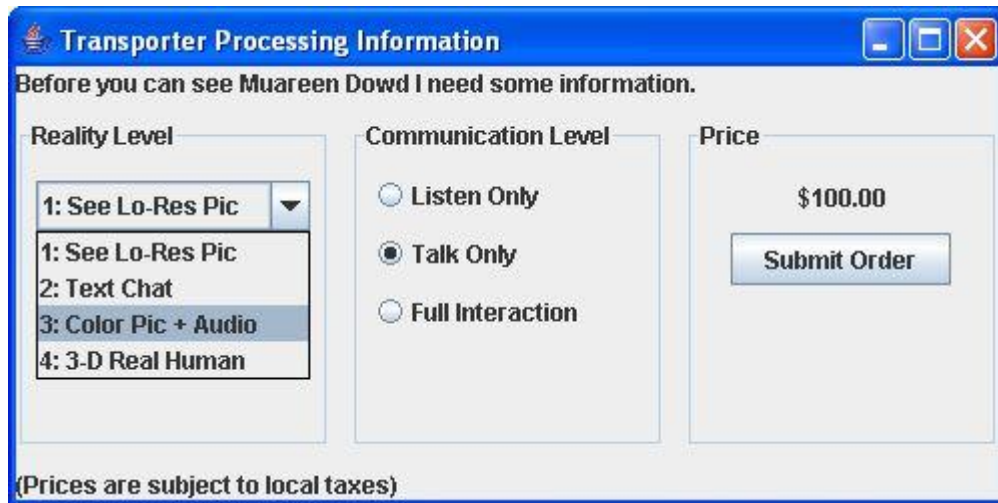 Transporter Processing Information
Before you can see Muareen Dowd I need some information.
Reality Level
1: See Lo-Res Pic
1: See Lo-Res Pic
2: Text Chat
3: Color Pic + Audio
4: 3-D Real Human
Communication Level
Listen Only
Talk Only
Full Interaction
Price
$100.00
Submit Order
(Prices are subject to local taxes)